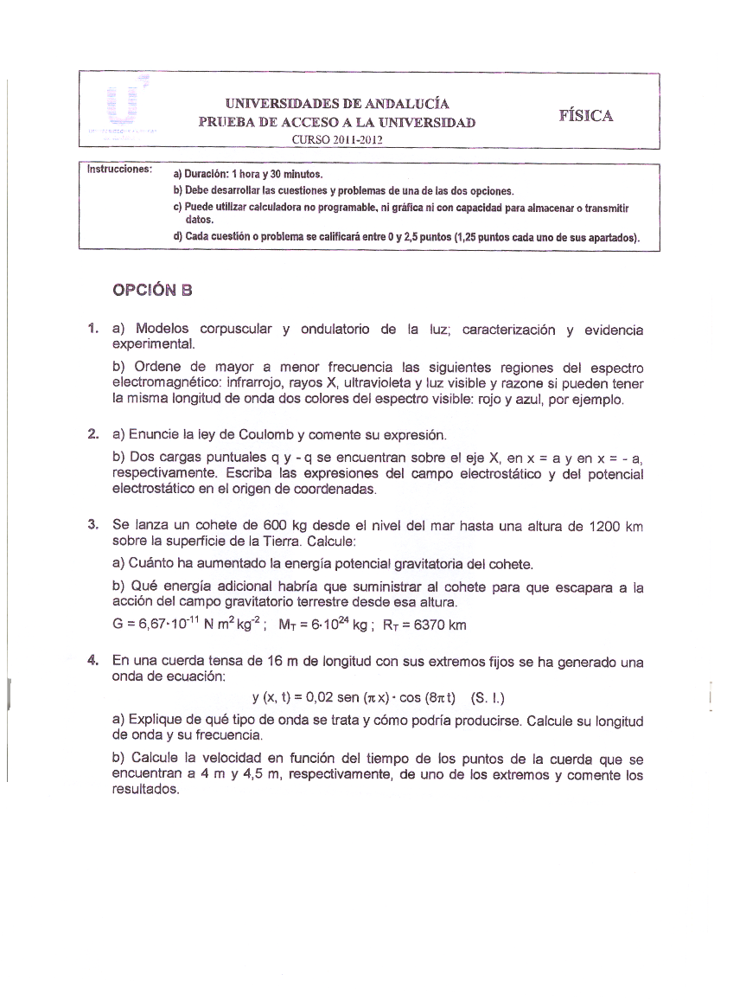 UNIVERSIDADES DE ANDALUCÍA
PRUEBA DE ACCESO A LA UNIVERSIDAD
CURSO 2011-2012
FÍSICA
Instrucciones:
a) Duración: 1 hora y 30 minutos.
b) Debe desarrollar las cuestiones y problemas de una de las dos opciones.
c) Puede utilizar calculadora no programable, ni gráfica ni con capacidad para almacenar o transmitir
datos.
d) Cada cuestión o problema se calificará entre 0 y 2,5 puntos (1,25 puntos cada uno de sus apartados).
OPCIÓN B
1. a) Modelos corpuscular y ondulatorio de la luz; caracterización y evidencia
experimental.
b) Ordene de mayor a menor frecuencia las siguientes regiones del espectro
electromagnético: infrarrojo, rayos X, ultravioleta y luz visible y razone si pueden tener
la misma longitud de onda dos colores del espectro visible: rojo y azul, por ejemplo.
2. a) Enuncie la ley de Coulomb y comente su expresión.
b) Dos cargas puntuales q y - q se encuentran sobre el eje X, en x = a y en x = - a,
respectivamente. Escriba las expresiones del campo electrostático y del potencial
electrostático en el origen de coordenadas.
3. Se lanza un cohete de 600 kg desde el nivel del mar hasta una altura de 1200 km
sobre la superficie de la Tierra. Calcule:
a) Cuánto ha aumentado la energía potencial gravitatoria del cohete.
b) Qué energía adicional habría que suministrar al cohete para que escapara a la
acción del campo gravitatorio terrestre desde esa altura.
G = 6,67·10⁻¹¹ N m² kg⁻² ; M_T = 6·10²⁴ kg ; R_T = 6370 km
4. En una cuerda tensa de 16 m de longitud con sus extremos fijos se ha generado una
onda de ecuación:
y (x, t) = 0,02 sen (π x) · cos (8π t) (S. I.)
a) Explique de qué tipo de onda se trata y cómo podría producirse. Calcule su longitud
de onda y su frecuencia.
b) Calcule la velocidad en función del tiempo de los puntos de la cuerda que se
encuentran a 4 m y 4,5 m, respectivamente, de uno de los extremos y comente los
resultados.